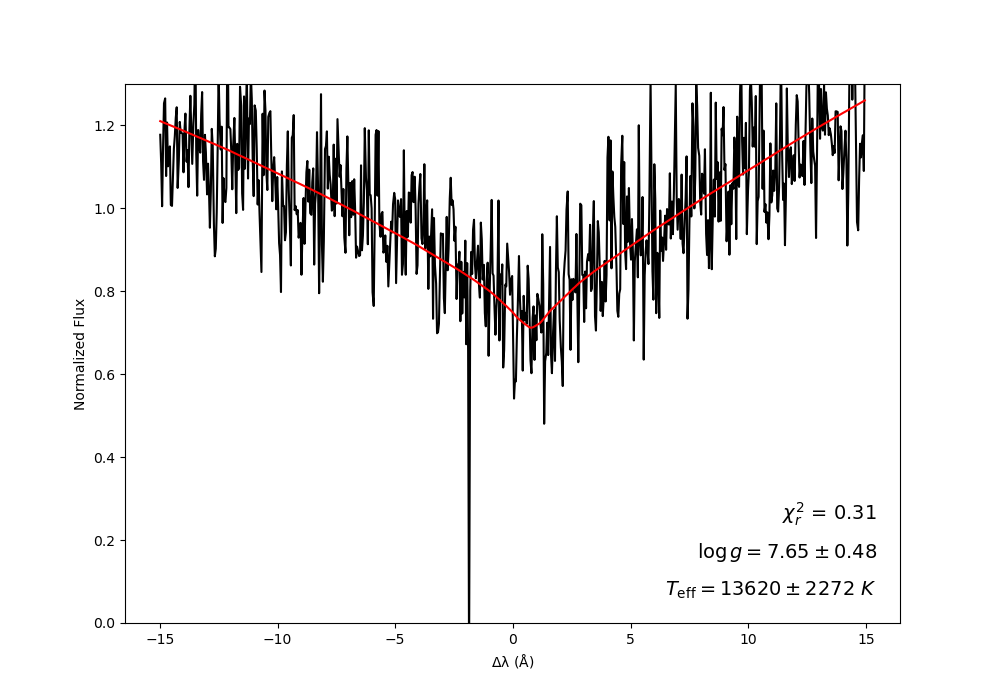 1.2
1.0
0.8
0.6
0.4
0.2
0.0
Normalized Flux
χ²ᵣ = 0.31
log g = 7.65 ± 0.48
T_eff = 13620 ± 2272 K
−15 −10 −5 0 5 10 15
Δλ (Å)